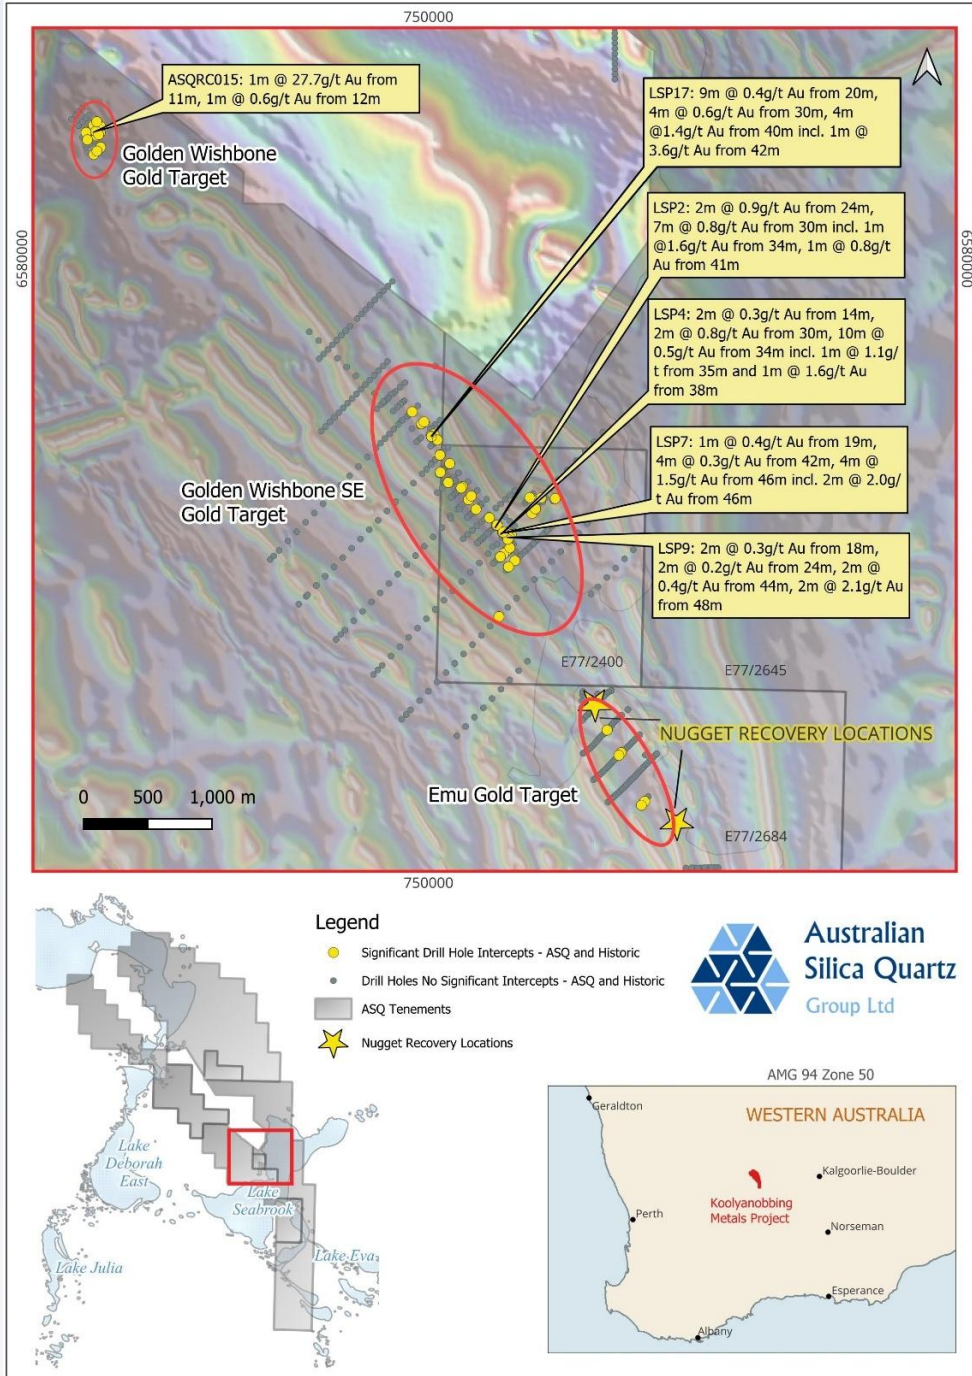 750000
ASQRC015: 1m @ 27.7g/t Au from
11m, 1m @ 0.6g/t Au from 12m
LSP17: 9m @ 0.4g/t Au from 20m,
4m @ 0.6g/t Au from 30m, 4m
@1.4g/t Au from 40m incl. 1m @
3.6g/t Au from 42m
Golden Wishbone
Gold Target
LSP2: 2m @ 0.9g/t Au from 24m,
7m @ 0.8g/t Au from 30m incl. 1m
@1.6g/t Au from 34m, 1m @ 0.8g/t
Au from 41m
6580000
6580000
LSP4: 2m @ 0.3g/t Au from 14m,
2m @ 0.8g/t Au from 30m, 10m @
0.5g/t Au from 34m incl. 1m @ 1.1g/
t from 35m and 1m @ 1.6g/t Au
from 38m
LSP7: 1m @ 0.4g/t Au from 19m,
4m @ 0.3g/t Au from 42m, 4m @
1.5g/t Au from 46m incl. 2m @ 2.0g/
t Au from 46m
Golden Wishbone SE
Gold Target
LSP9: 2m @ 0.3g/t Au from 18m,
2m @ 0.2g/t Au from 24m, 2m @
0.4g/t Au from 44m, 2m @ 2.1g/t Au
from 48m
E77/2400
E77/2645
NUGGET RECOVERY LOCATIONS
Emu Gold Target
0 500 1,000 m
E77/2684
750000
Legend
Significant Drill Hole Intercepts - ASQ and Historic
Drill Holes No Significant Intercepts - ASQ and Historic
ASQ Tenements
Nugget Recovery Locations
Australian
Silica Quartz
Group Ltd
Lake
Deborah
East
Lake
Seabrook
Lake Eva
Lake Julia
AMG 94 Zone 50
Geraldton
WESTERN AUSTRALIA
Kalgoorlie-Boulder
Koolyanobbing
Metals Project
Perth
Norseman
Esperance
Albany